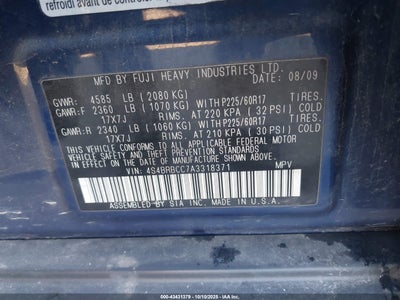 refroidi avant de contrôler
MFD BY FUJI HEAVY INDUSTRIES LTD.
DATE: 08/09
GVWR: 4585 LB (2080 KG)
GAWR:F 2360 LB (1070 KG) WITH P225/60R17 TIRES.
17X7J RIMS. AT 220 KPA (32 PSI) COLD
GAWR:R 2340 LB (1060 KG) WITH P225/60R17 TIRES.
17X7J RIMS. AT 210 KPA (30 PSI) COLD
THIS VEHICLE CONFORMS TO ALL APPLICABLE FEDERAL MOTOR
VEHICLE SAFETY, BUMPER, AND THEFT PREVENTION STANDARDS
IN EFFECT ON THE DATE OF MANUFACTURE SHOWN ABOVE.
VIN: 4S4BRBCC7A3318371 MPV
ASSEMBLED BY SIA INC. MADE IN U.S.A.
000-43431379 - 10/10/2025 - IAAI.COM